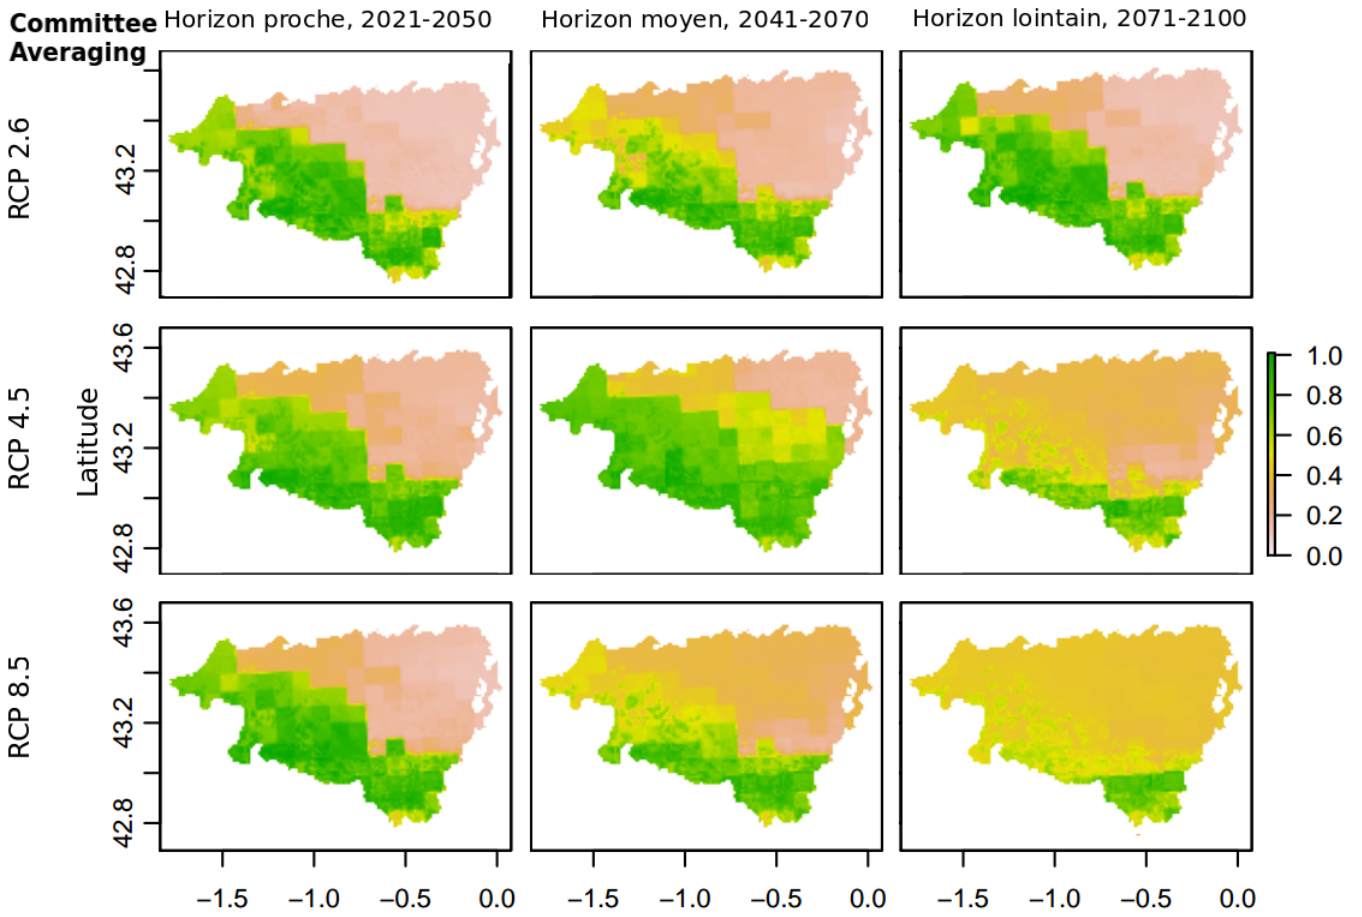 Committee
Averaging
Horizon proche, 2021-2050
Horizon moyen, 2041-2070
Horizon lointain, 2071-2100
RCP 2.6
43.2
42.8
RCP 4.5
Latitude
43.6
43.2
42.8
1.0
0.8
0.6
0.4
0.2
0.0
RCP 8.5
43.6
43.2
42.8
−1.5 −1.0 −0.5 0.0
−1.5 −1.0 −0.5 0.0
−1.5 −1.0 −0.5 0.0